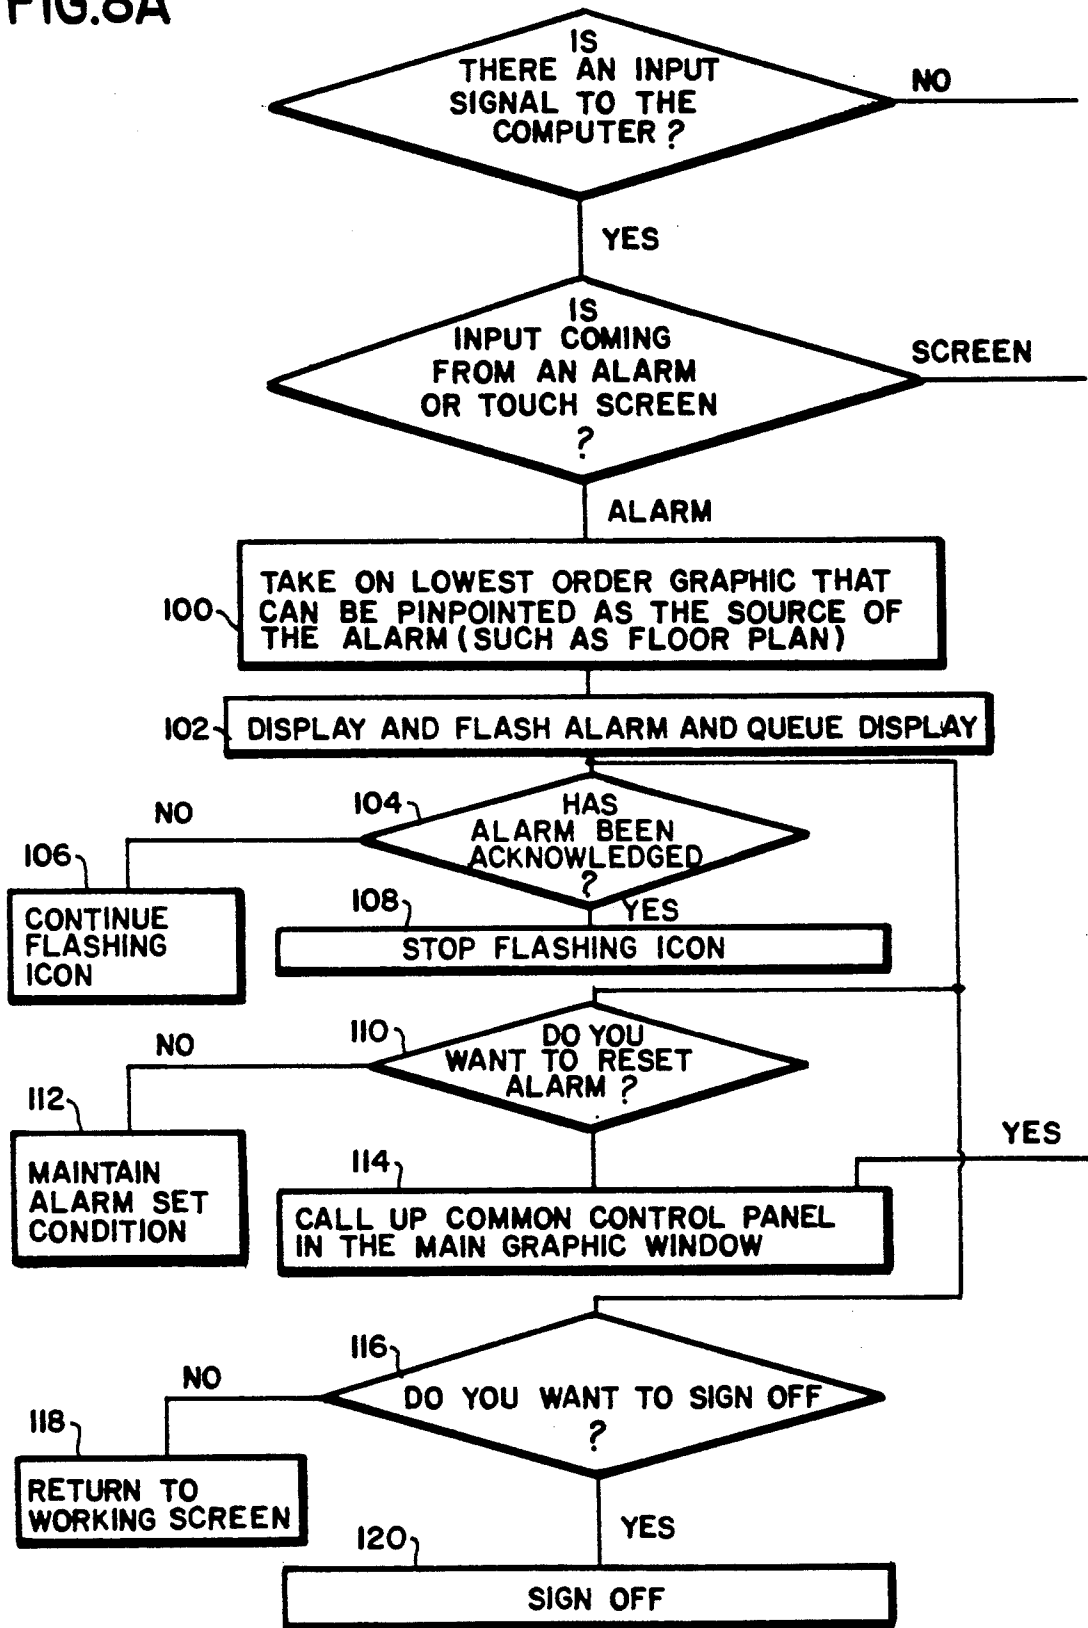 FIG.8A
IS
THERE AN INPUT
SIGNAL TO THE
COMPUTER ?
NO
YES
IS
INPUT COMING
FROM AN ALARM
OR TOUCH SCREEN
?
SCREEN
ALARM
100
TAKE ON LOWEST ORDER GRAPHIC THAT
CAN BE PINPOINTED AS THE SOURCE OF
THE ALARM (SUCH AS FLOOR PLAN)
102
DISPLAY AND FLASH ALARM AND QUEUE DISPLAY
104
HAS
ALARM BEEN
ACKNOWLEDGED
?
NO
106
CONTINUE
FLASHING
ICON
YES
108
STOP FLASHING ICON
110
DO YOU
WANT TO RESET
ALARM ?
NO
112
MAINTAIN
ALARM SET
CONDITION
YES
114
CALL UP COMMON CONTROL PANEL
IN THE MAIN GRAPHIC WINDOW
116
DO YOU WANT TO SIGN OFF
?
NO
118
RETURN TO
WORKING SCREEN
YES
120
SIGN OFF